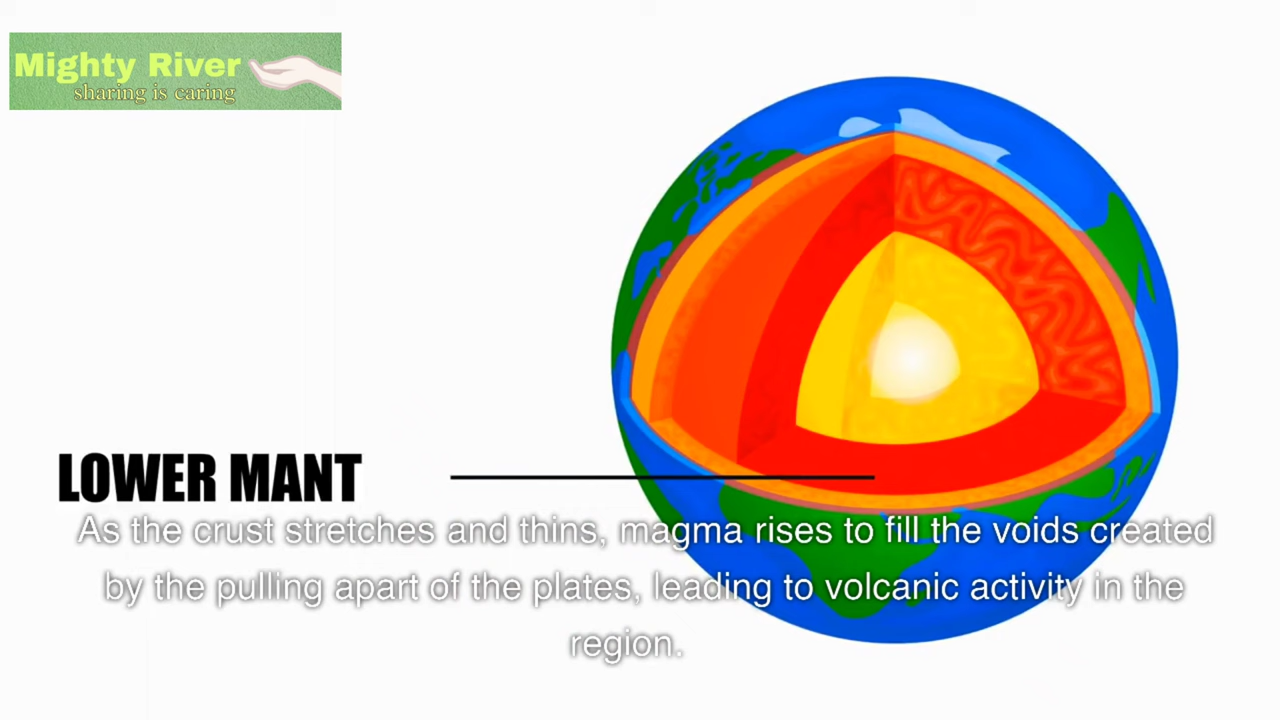 Mighty River
sharing is caring
LOWER MANT
As the crust stretches and thins, magma rises to fill the voids created
by the pulling apart of the plates, leading to volcanic activity in the
region.